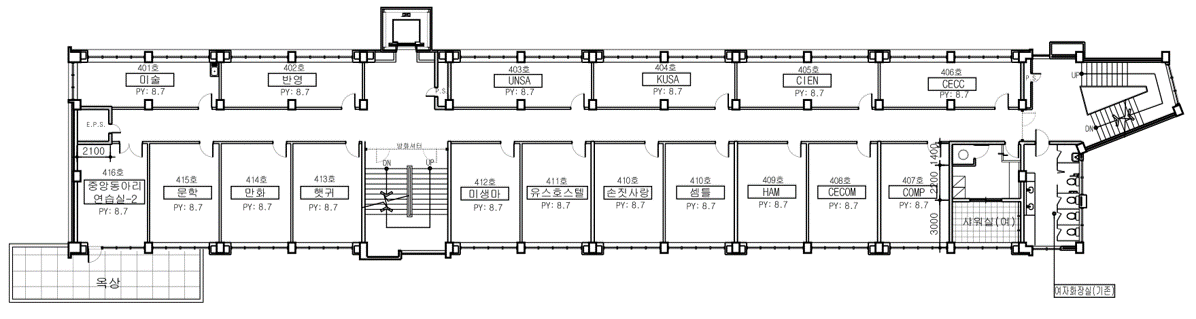 401호
미술
PY: 8.7
402호
반영
PY: 8.7
P.S.
403호
UNSA
PY: 8.7
404호
KUSA
PY: 8.7
405호
CIEN
PY: 8.7
406호
CECC
PY: 8.7
P.S.
UP
DN
E.P.S.
2100
416호
중앙동아리
연습실-2
PY: 8.7
415호
문학
PY: 8.7
414호
만화
PY: 8.7
413호
햇귀
PY: 8.7
방화셔터
DN
UP
412호
미생마
PY: 8.7
411호
유스호스텔
PY: 8.7
410호
손짓사랑
PY: 8.7
410호
셈틀
PY: 8.7
409호
HAM
PY: 8.7
408호
CECOM
PY: 8.7
407호
COMP
PY: 8.7
1400
2200
3000
샤워실(여)
옥상
여자화장실(기존)